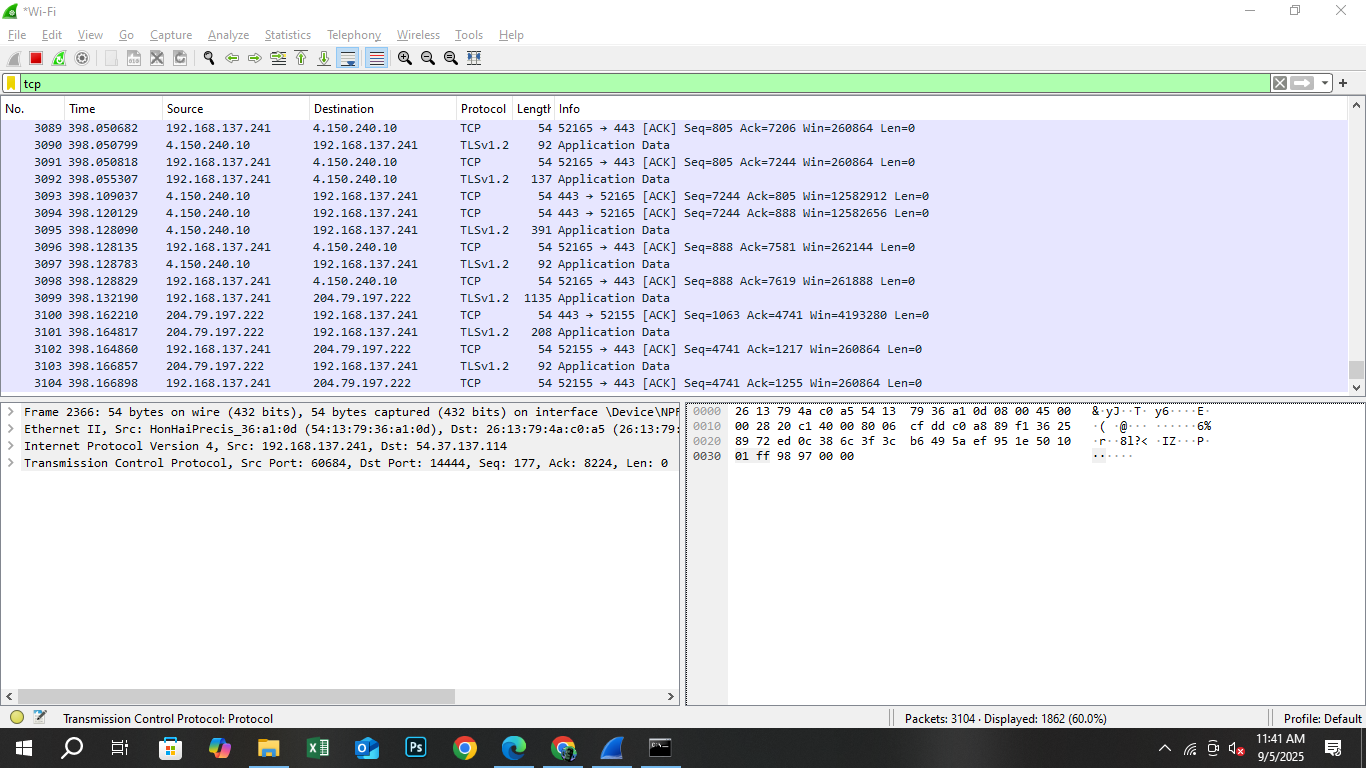 *Wi-Fi
File Edit View Go Capture Analyze Statistics Telephony Wireless Tools Help
tcp
No. Time Source Destination Protocol Length Info
3089 398.050682 192.168.137.241 4.150.240.10 TCP 54 52165 → 443 [ACK] Seq=805 Ack=7206 Win=260864 Len=0
3090 398.050799 4.150.240.10 192.168.137.241 TLSv1.2 92 Application Data
3091 398.050818 192.168.137.241 4.150.240.10 TCP 54 52165 → 443 [ACK] Seq=805 Ack=7244 Win=260864 Len=0
3092 398.055307 192.168.137.241 4.150.240.10 TLSv1.2 137 Application Data
3093 398.109037 4.150.240.10 192.168.137.241 TCP 54 443 → 52165 [ACK] Seq=7244 Ack=805 Win=12582912 Len=0
3094 398.120129 4.150.240.10 192.168.137.241 TCP 54 443 → 52165 [ACK] Seq=7244 Ack=888 Win=12582656 Len=0
3095 398.128090 4.150.240.10 192.168.137.241 TLSv1.2 391 Application Data
3096 398.128135 192.168.137.241 4.150.240.10 TCP 54 52165 → 443 [ACK] Seq=888 Ack=7581 Win=262144 Len=0
3097 398.128783 4.150.240.10 192.168.137.241 TLSv1.2 92 Application Data
3098 398.128829 192.168.137.241 4.150.240.10 TCP 54 52165 → 443 [ACK] Seq=888 Ack=7619 Win=261888 Len=0
3099 398.132190 192.168.137.241 204.79.197.222 TLSv1.2 1135 Application Data
3100 398.162210 204.79.197.222 192.168.137.241 TCP 54 443 → 52155 [ACK] Seq=1063 Ack=4741 Win=4193280 Len=0
3101 398.164817 204.79.197.222 192.168.137.241 TLSv1.2 208 Application Data
3102 398.164860 192.168.137.241 204.79.197.222 TCP 54 52155 → 443 [ACK] Seq=4741 Ack=1217 Win=260864 Len=0
3103 398.166857 204.79.197.222 192.168.137.241 TLSv1.2 92 Application Data
3104 398.166898 192.168.137.241 204.79.197.222 TCP 54 52155 → 443 [ACK] Seq=4741 Ack=1255 Win=260864 Len=0
Frame 2366: 54 bytes on wire (432 bits), 54 bytes captured (432 bits) on interface \Device\NPF
Ethernet II, Src: HonHaiPrecis_36:a1:0d (54:13:79:36:a1:0d), Dst: 26:13:79:4a:c0:a5 (26:13:79:
Internet Protocol Version 4, Src: 192.168.137.241, Dst: 54.37.137.114
Transmission Control Protocol, Src Port: 60684, Dst Port: 14444, Seq: 177, Ack: 8224, Len: 0
0000 26 13 79 4a c0 a5 54 13 79 36 a1 0d 08 00 45 00 &·yJ··T· y6····E·
0010 00 28 20 c1 40 00 80 06 cf dd c0 a8 89 f1 36 25 ·( ·@··· ······6%
0020 89 72 ed 0c 38 6c 3f 3c b6 49 5a ef 95 1e 50 10 ·r··8l?< ·IZ···P·
0030 01 ff 98 97 00 00 ······
Transmission Control Protocol: Protocol
Packets: 3104 · Displayed: 1862 (60.0%)
Profile: Default
Ps
11:41 AM
9/5/2025